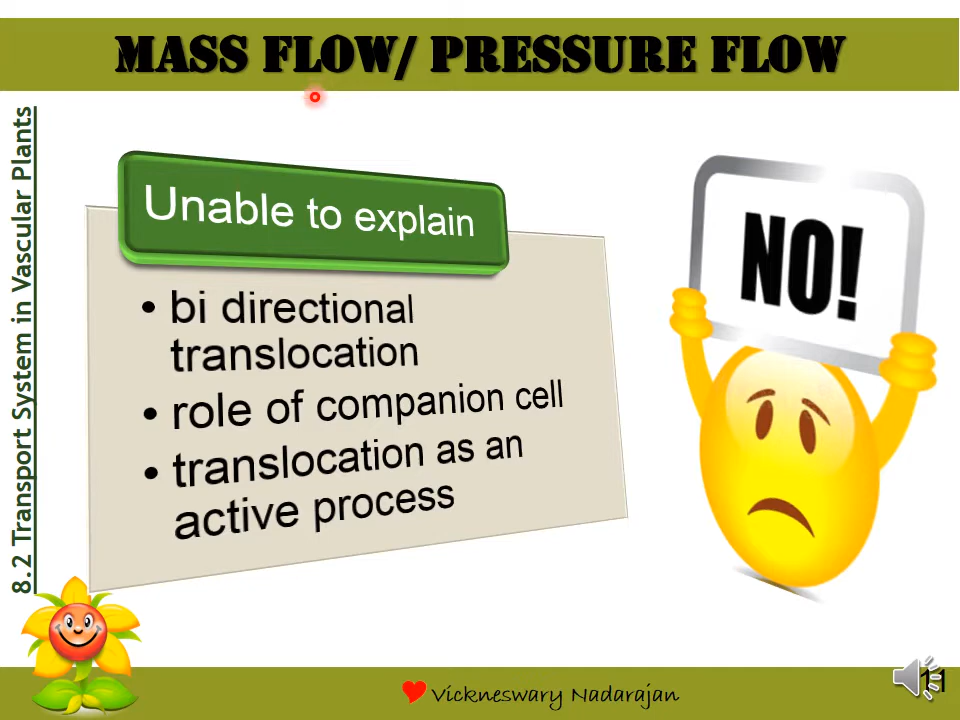 MASS FLOW/ PRESSURE FLOW
8.2 Transport System in Vascular Plants
Unable to explain
• bi directional
translocation
• role of companion cell
• translocation as an
active process
NO!
Vickneswary Nadarajan
11